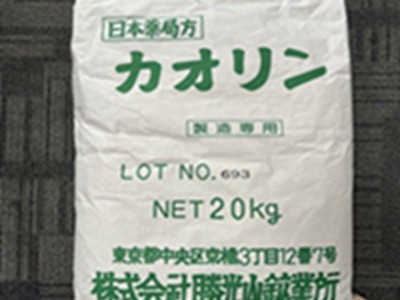 日本薬局方
カオリン
製造専用
LOT NO. 693
NET 20kg
東京都中央区京橋3丁目12番7号
株式会社勝光山鉱業所